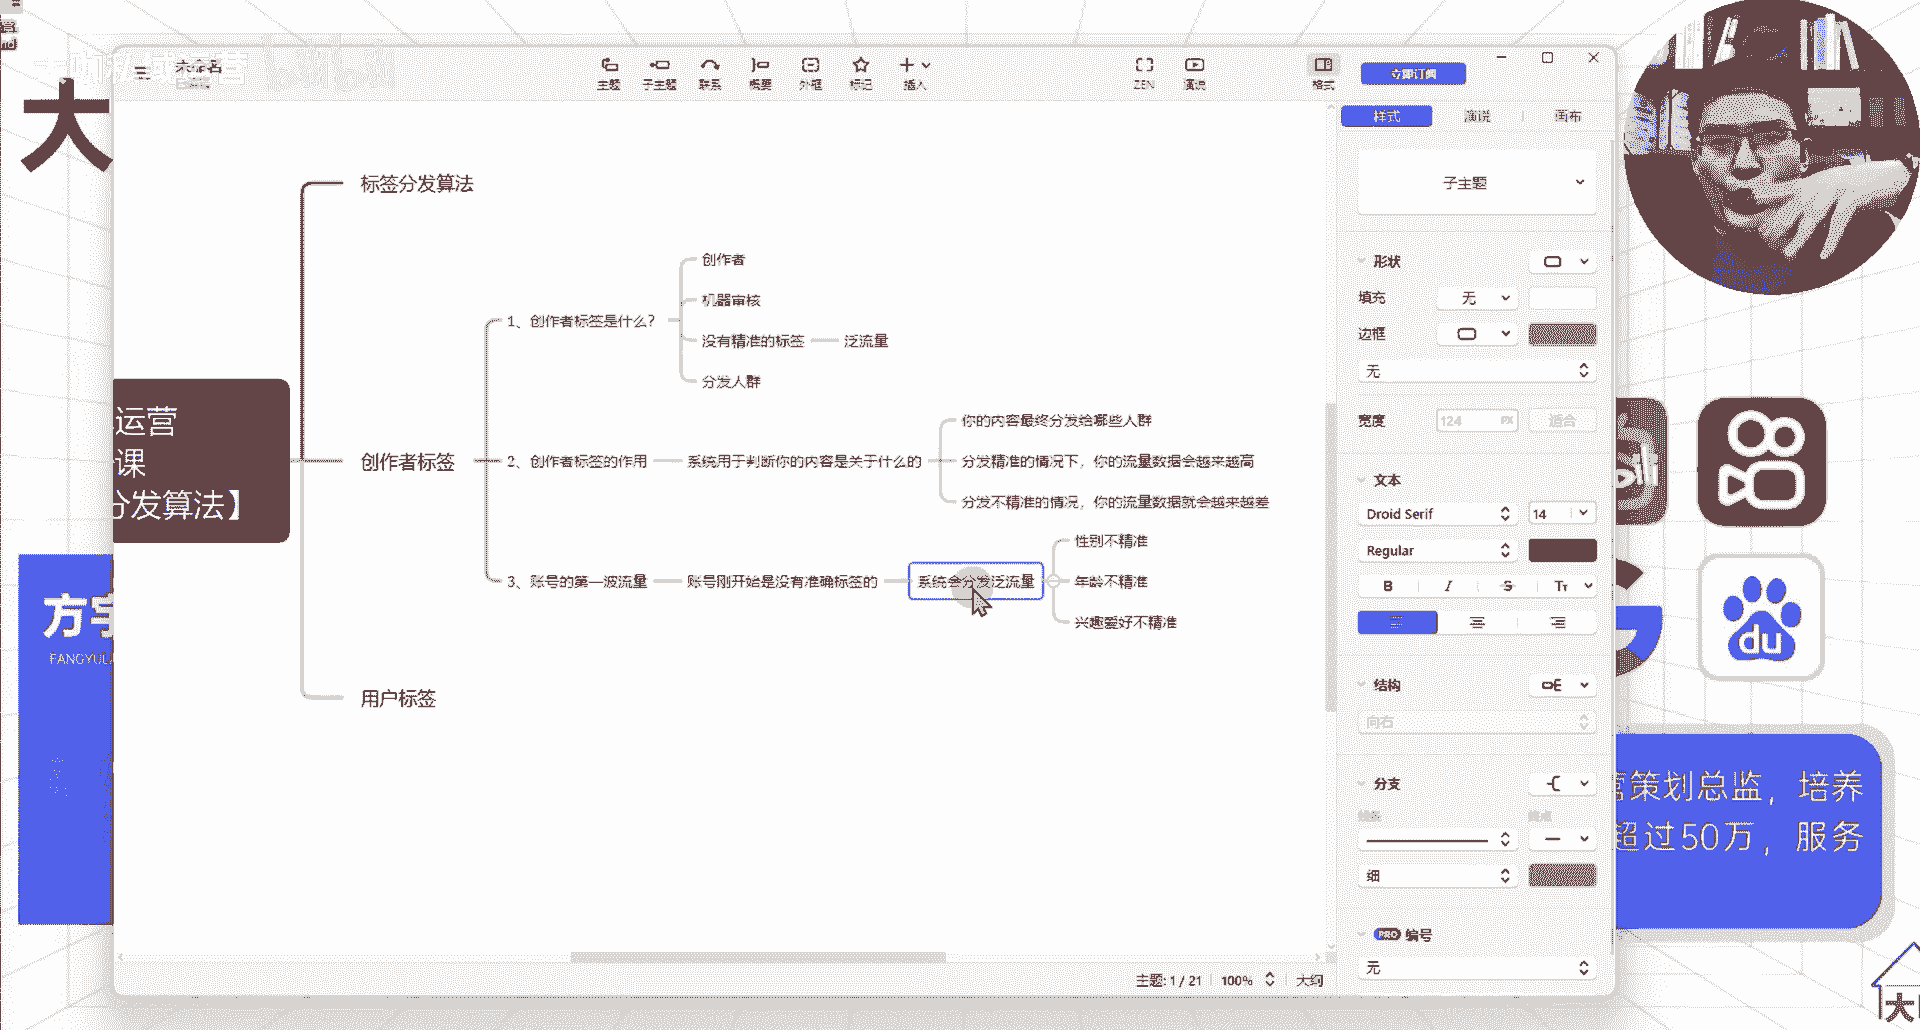 大
未命名
主题
子主题
联系
概要
外框
标记
插入
ZEN
演说
格式
立即订阅
样式
演说
画布
运营
课
分发算法】
标签分发算法
创作者标签
用户标签
1、创作者标签是什么？
创作者
机器审核
没有精准的标签
泛流量
分发人群
2、创作者标签的作用
系统用于判断你的内容是关于什么的
你的内容最终分发给哪些人群
分发精准的情况下，你的流量数据会越来越高
分发不精准的情况，你的流量数据就会越来越差
3、账号的第一波流量
账号刚开始是没有准确标签的
系统会分发泛流量
性别不精准
年龄不精准
兴趣爱好不精准
子主题
形状
填充
无
边框
无
宽度
124
PX
适合
文本
Droid Serif
14
Regular
B
I
S
Tт
结构
向右
分支
细
PRO 编号
无
主题: 1 / 21
100%
大纲
方宇
FANGYU
du
策划总监，培养
超过50万，服务
大